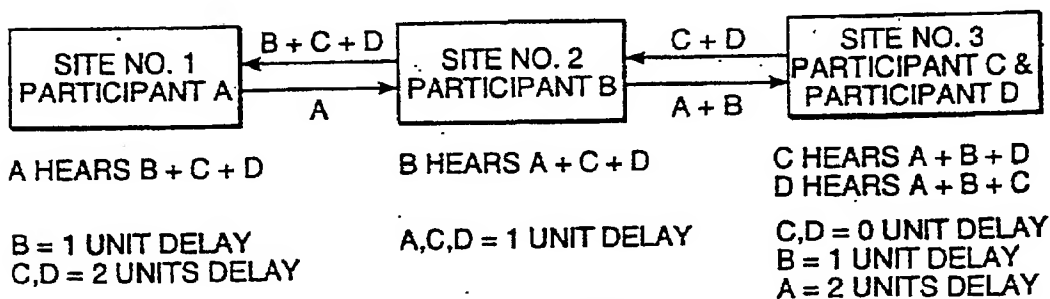 SITE NO. 1
PARTICIPANT A
B + C + D
A
SITE NO. 2
PARTICIPANT B
C + D
A + B
SITE NO. 3
PARTICIPANT C &
PARTICIPANT D
A HEARS B + C + D
B = 1 UNIT DELAY
C,D = 2 UNITS DELAY
B HEARS A + C + D
A,C,D = 1 UNIT DELAY
C HEARS A + B + D
D HEARS A + B + C
C,D = 0 UNIT DELAY
B = 1 UNIT DELAY
A = 2 UNITS DELAY